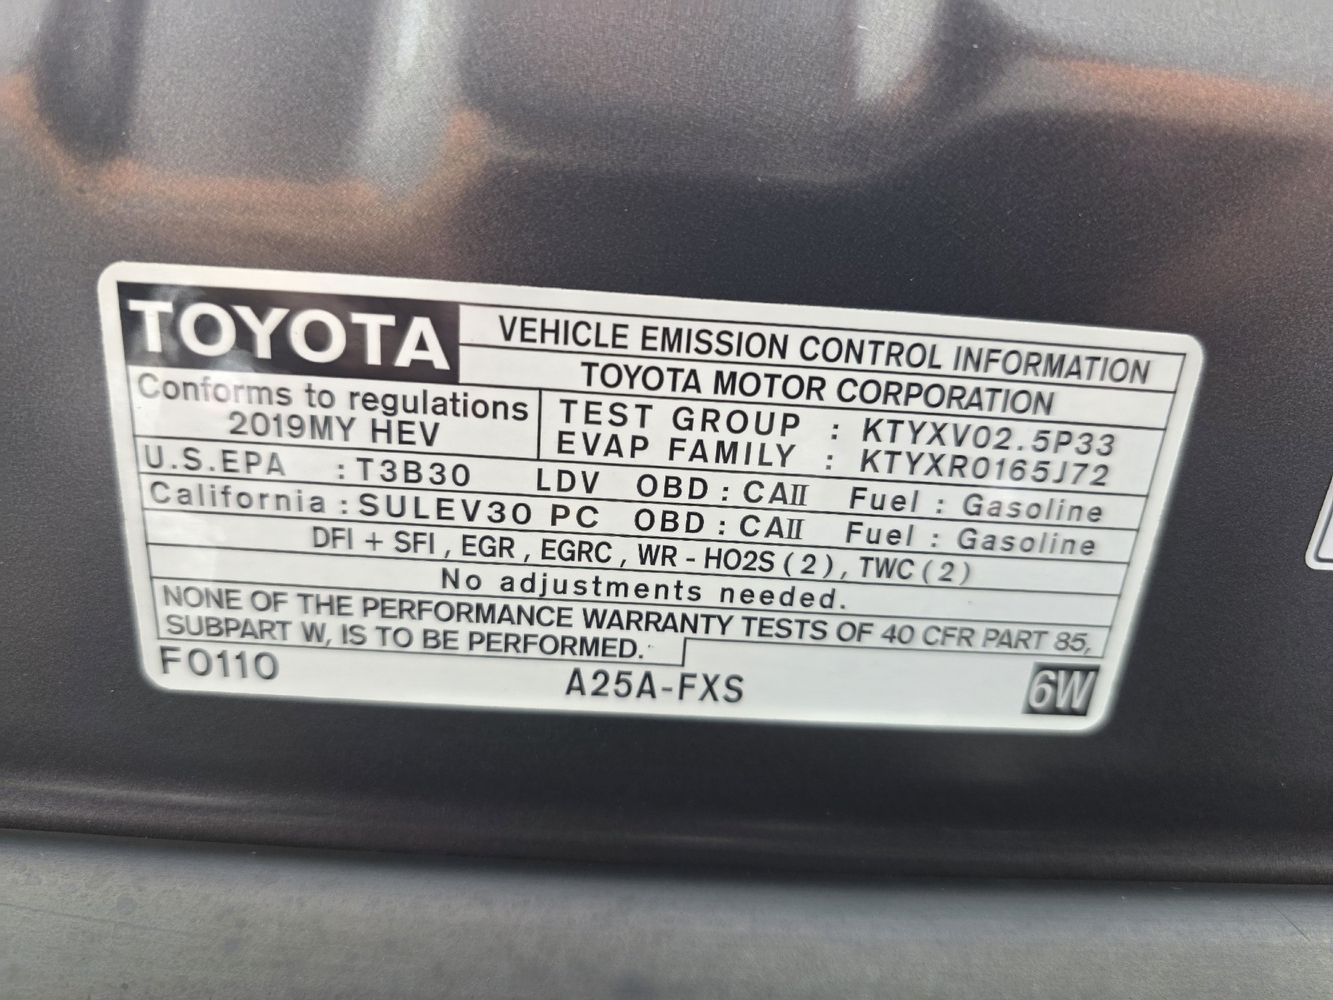 TOYOTA
VEHICLE EMISSION CONTROL INFORMATION
TOYOTA MOTOR CORPORATION
Conforms to regulations
2019MY HEV
TEST GROUP : KTYXV02.5P33
EVAP FAMILY : KTYXR0165J72
U.S.EPA : T3B30 LDV OBD : CAII Fuel : Gasoline
California : SULEV30 PC OBD : CAII Fuel : Gasoline
DFI + SFI , EGR , EGRC , WR - HO2S ( 2 ) , TWC ( 2 )
No adjustments needed.
NONE OF THE PERFORMANCE WARRANTY TESTS OF 40 CFR PART 85,
SUBPART W, IS TO BE PERFORMED.
F0110 A25A-FXS 6W